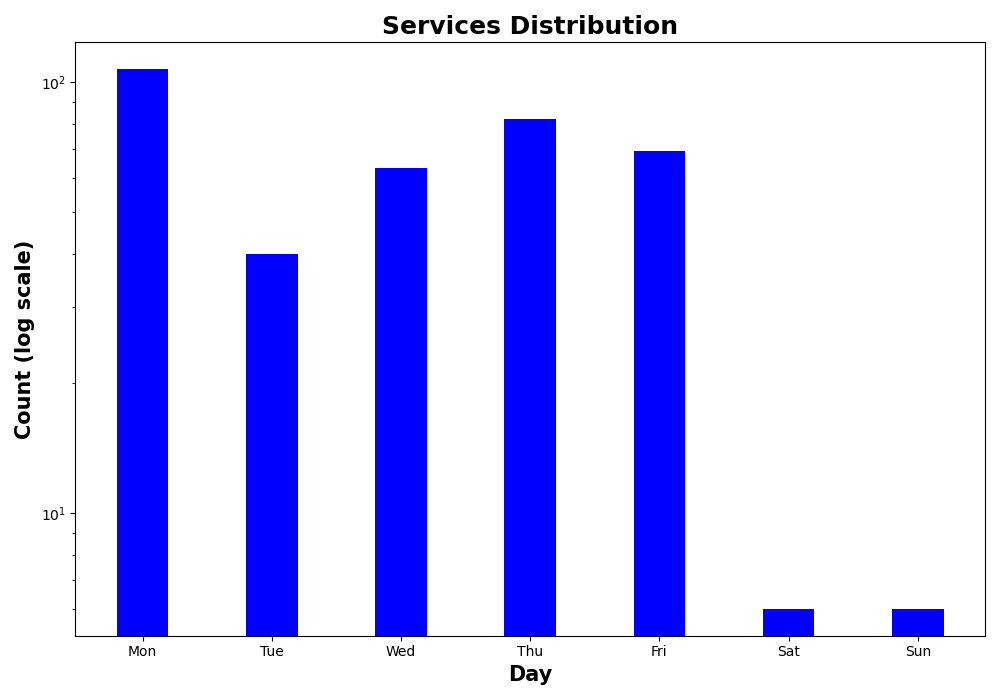 Services Distribution
Count (log scale)
10²
10¹
Mon Tue Wed Thu Fri Sat Sun
Day